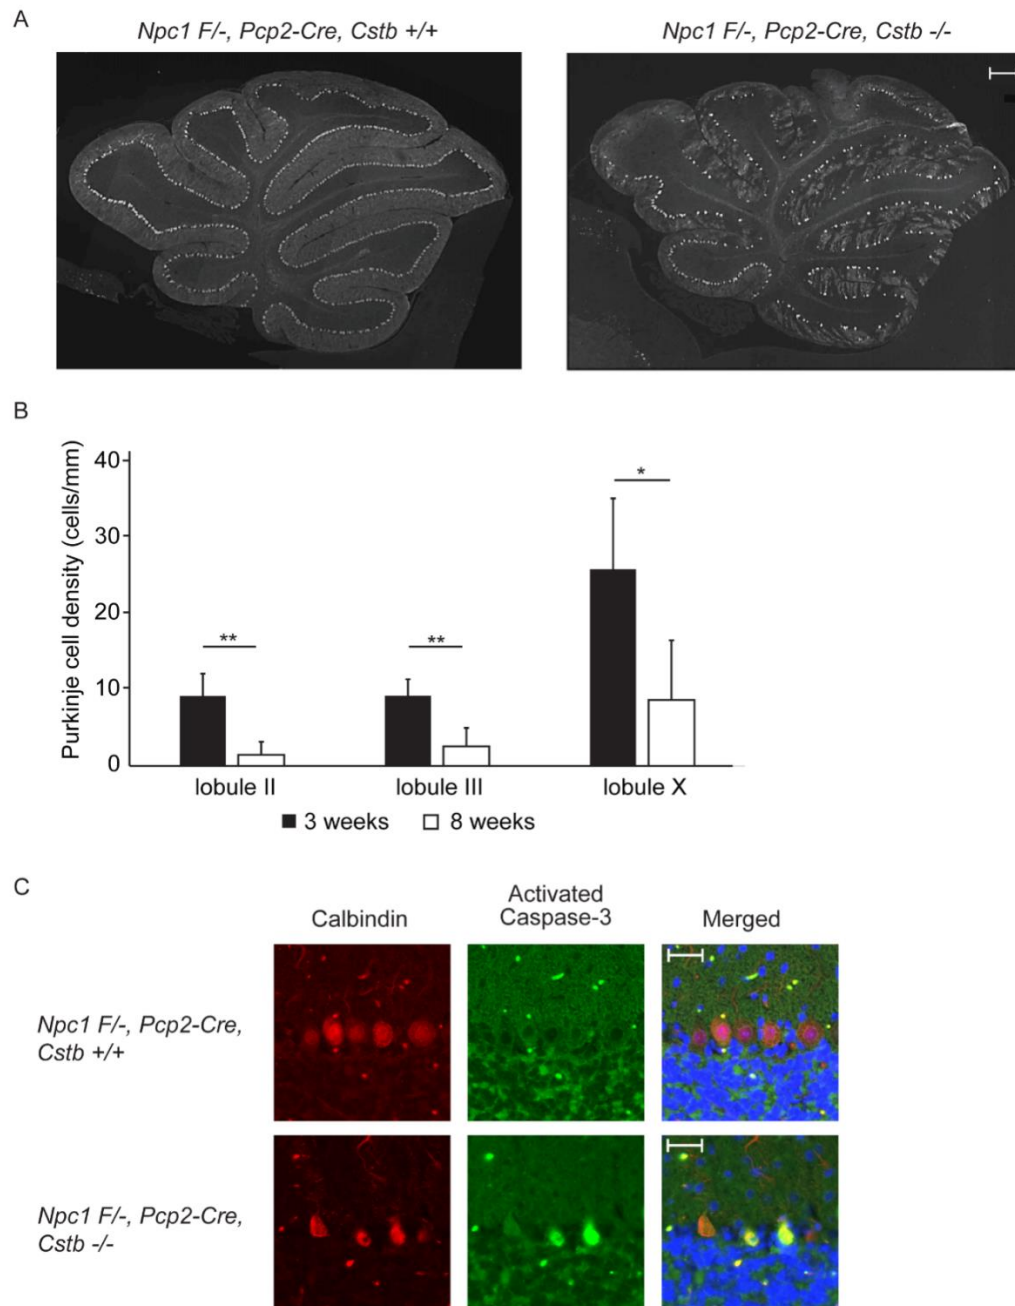 A
Npc1 F/-, Pcp2-Cre, Cstb +/+
Npc1 F/-, Pcp2-Cre, Cstb -/-
B
Purkinje cell density (cells/mm)
40
30
20
10
0
**
**
*
lobule II
lobule III
lobule X
3 weeks
8 weeks
C
Calbindin
Activated
Caspase-3
Merged
Npc1 F/-, Pcp2-Cre,
Cstb +/+
Npc1 F/-, Pcp2-Cre,
Cstb -/-